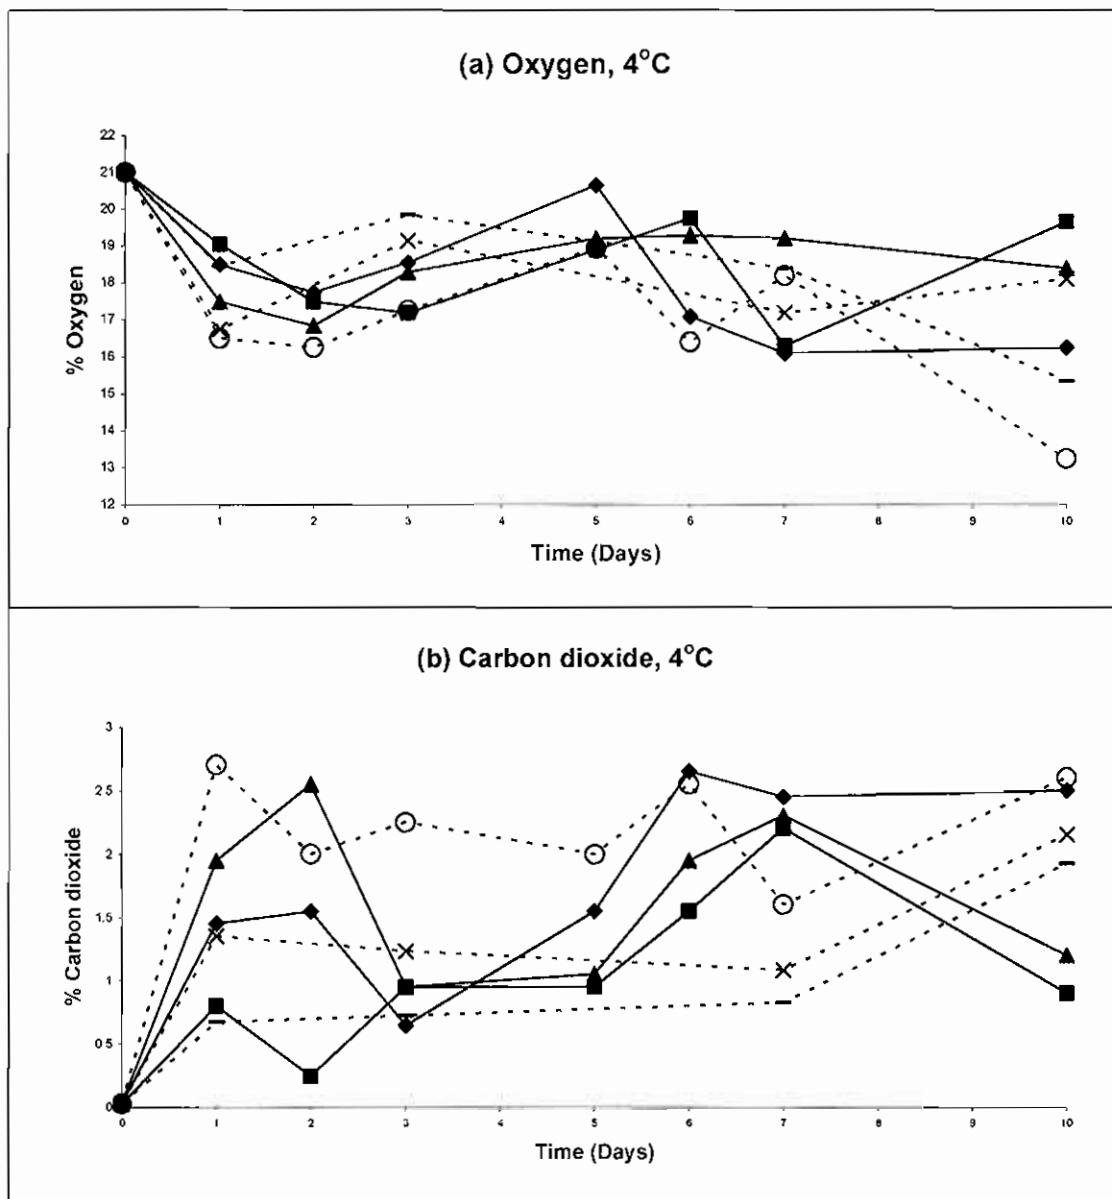 (a) Oxygen, 4°C
22
21
20
19
18
17
16
15
14
13
12
% Oxygen
0 1 2 3 4 5 6 7 8 9 10
Time (Days)
(b) Carbon dioxide, 4°C
3
2.5
2
1.5
1
0 5
0
% Carbon dioxide
0 1 2 3 4 5 6 7 8 9 10
Time (Days)